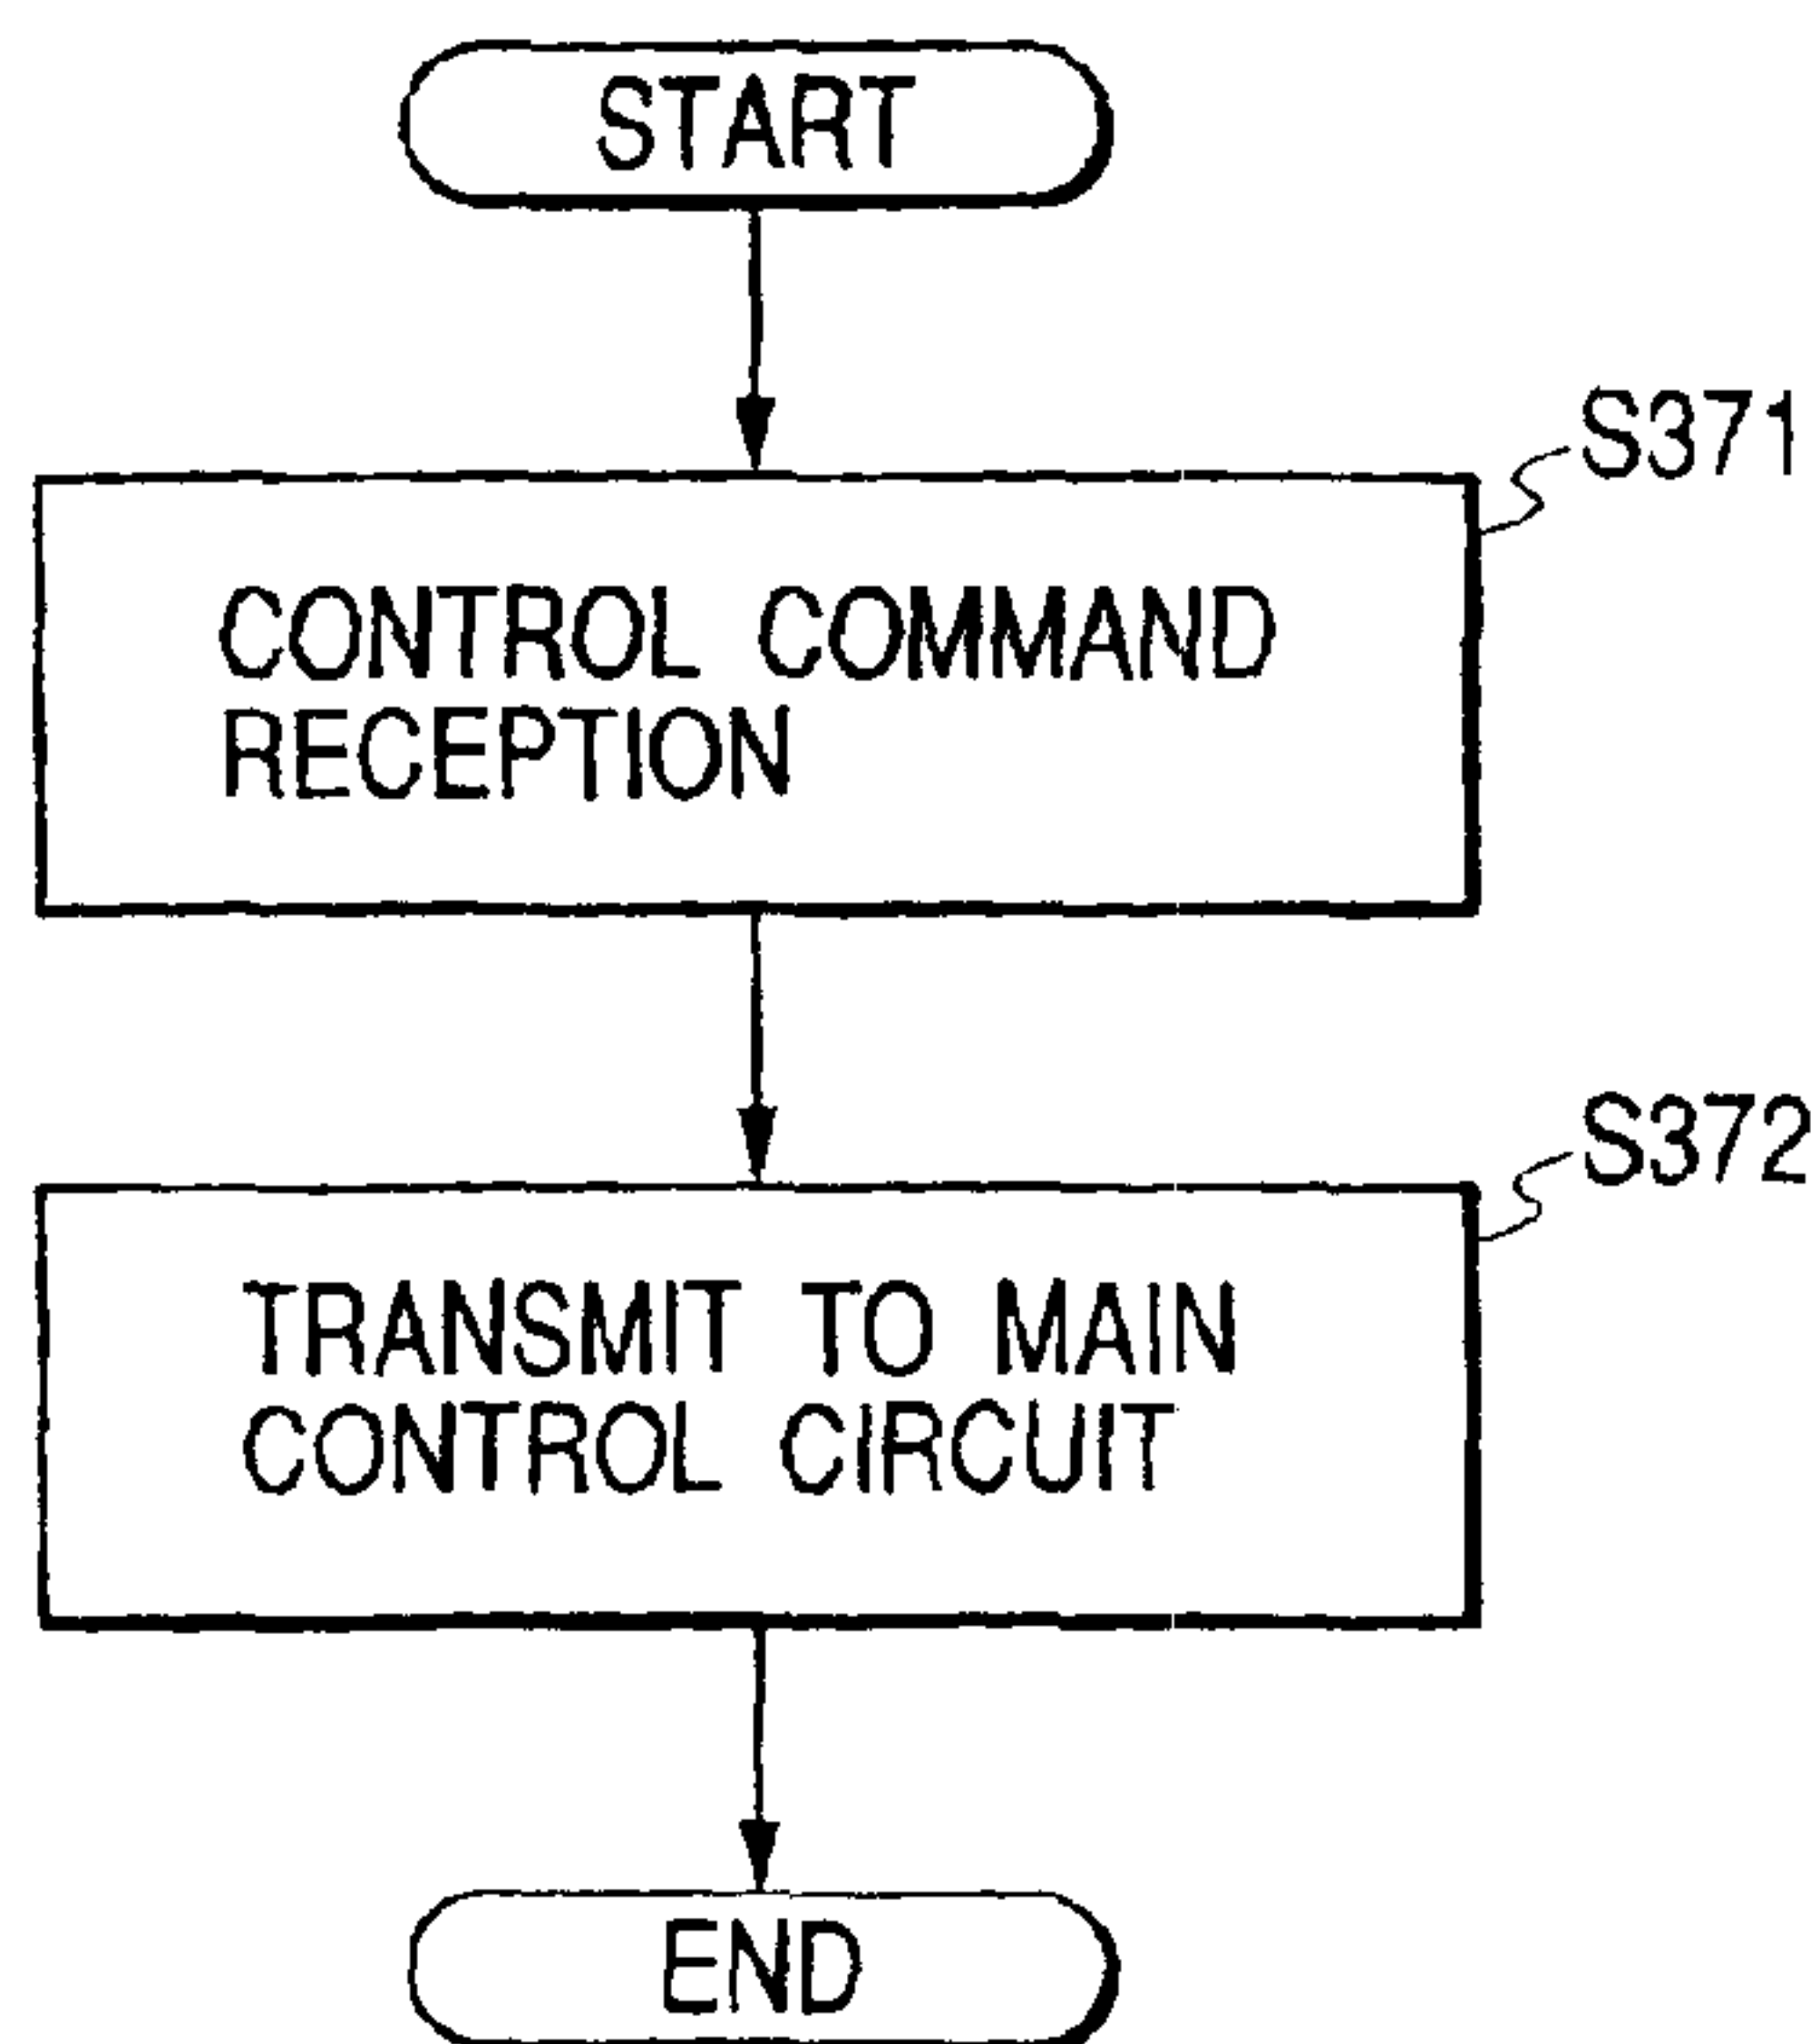 START
S371
CONTROL COMMAND
RECEPTION
S372
TRANSMIT TO MAIN
CONTROL CIRCUIT
END